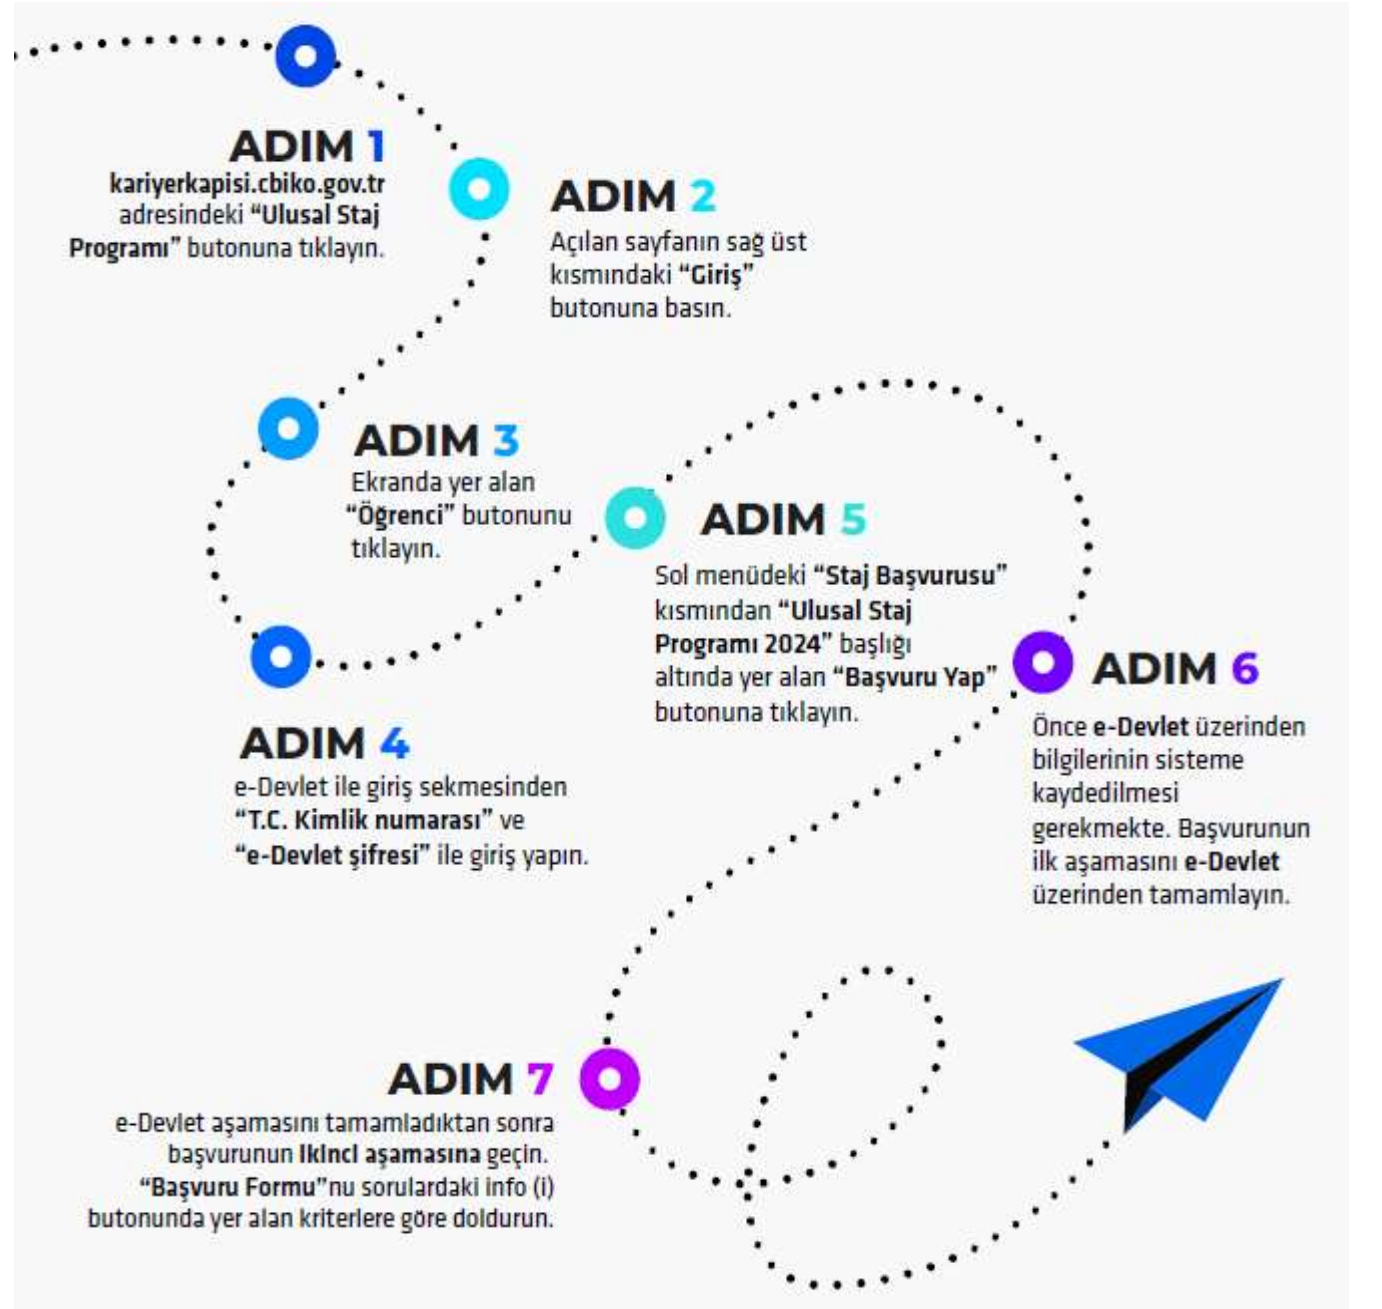 ADIM 1
kariyerkapisi.cbiko.gov.tr
adresindeki “Ulusal Staj
Programı” butonuna tıklayın.
ADIM 2
Açılan sayfanın sağ üst
kısmındaki “Giriş”
butonuna basın.
ADIM 3
Ekranda yer alan
“Öğrenci” butonunu
tıklayın.
ADIM 4
e-Devlet ile giriş sekmesinden
“T.C. Kimlik numarası” ve
“e-Devlet şifresi” ile giriş yapın.
ADIM 5
Sol menüdeki “Staj Başvurusu”
kısmından “Ulusal Staj
Programı 2024” başlığı
altında yer alan “Başvuru Yap”
butonuna tıklayın.
ADIM 6
Önce e-Devlet üzerinden
bilgilerinin sisteme
kaydedilmesi
gerekmekte. Başvurunun
ilk aşamasını e-Devlet
üzerinden tamamlayın.
ADIM 7
e-Devlet aşamasını tamamladıktan sonra
başvurunun ikinci aşamasına geçin.
“Başvuru Formu”nu sorulardaki info (i)
butonunda yer alan kriterlere göre doldurun.